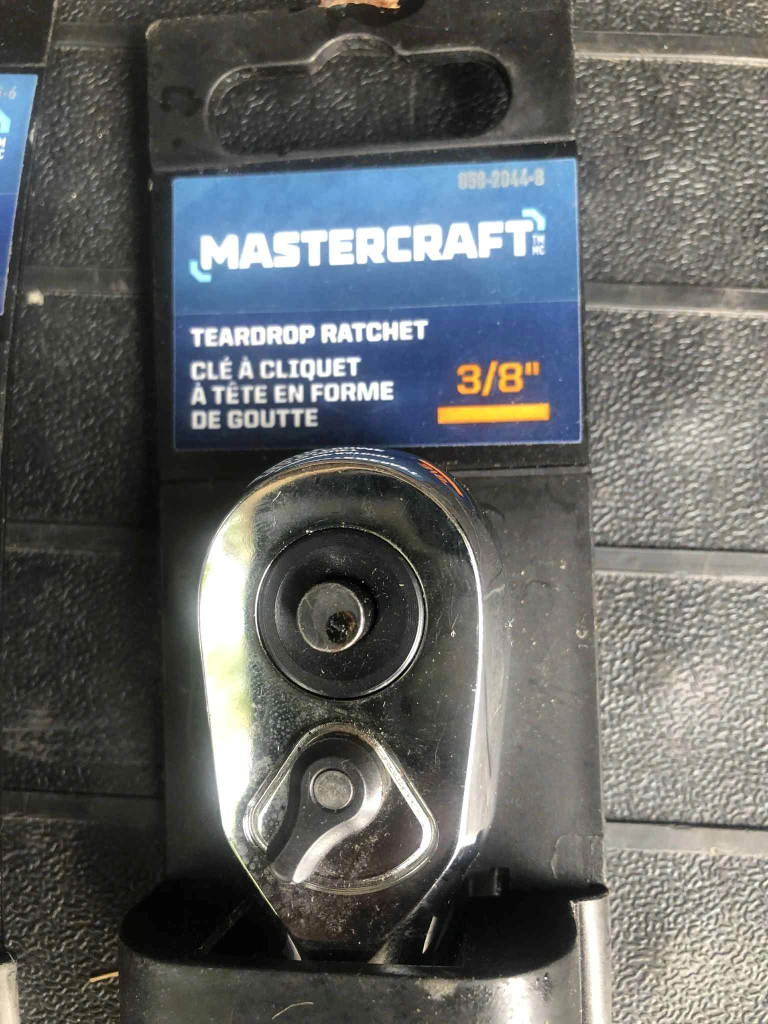 058-2044-8
MASTERCRAFT
TM
MC
TEARDROP RATCHET
CLÉ À CLIQUET
À TÊTE EN FORME
DE GOUTTE
3/8"